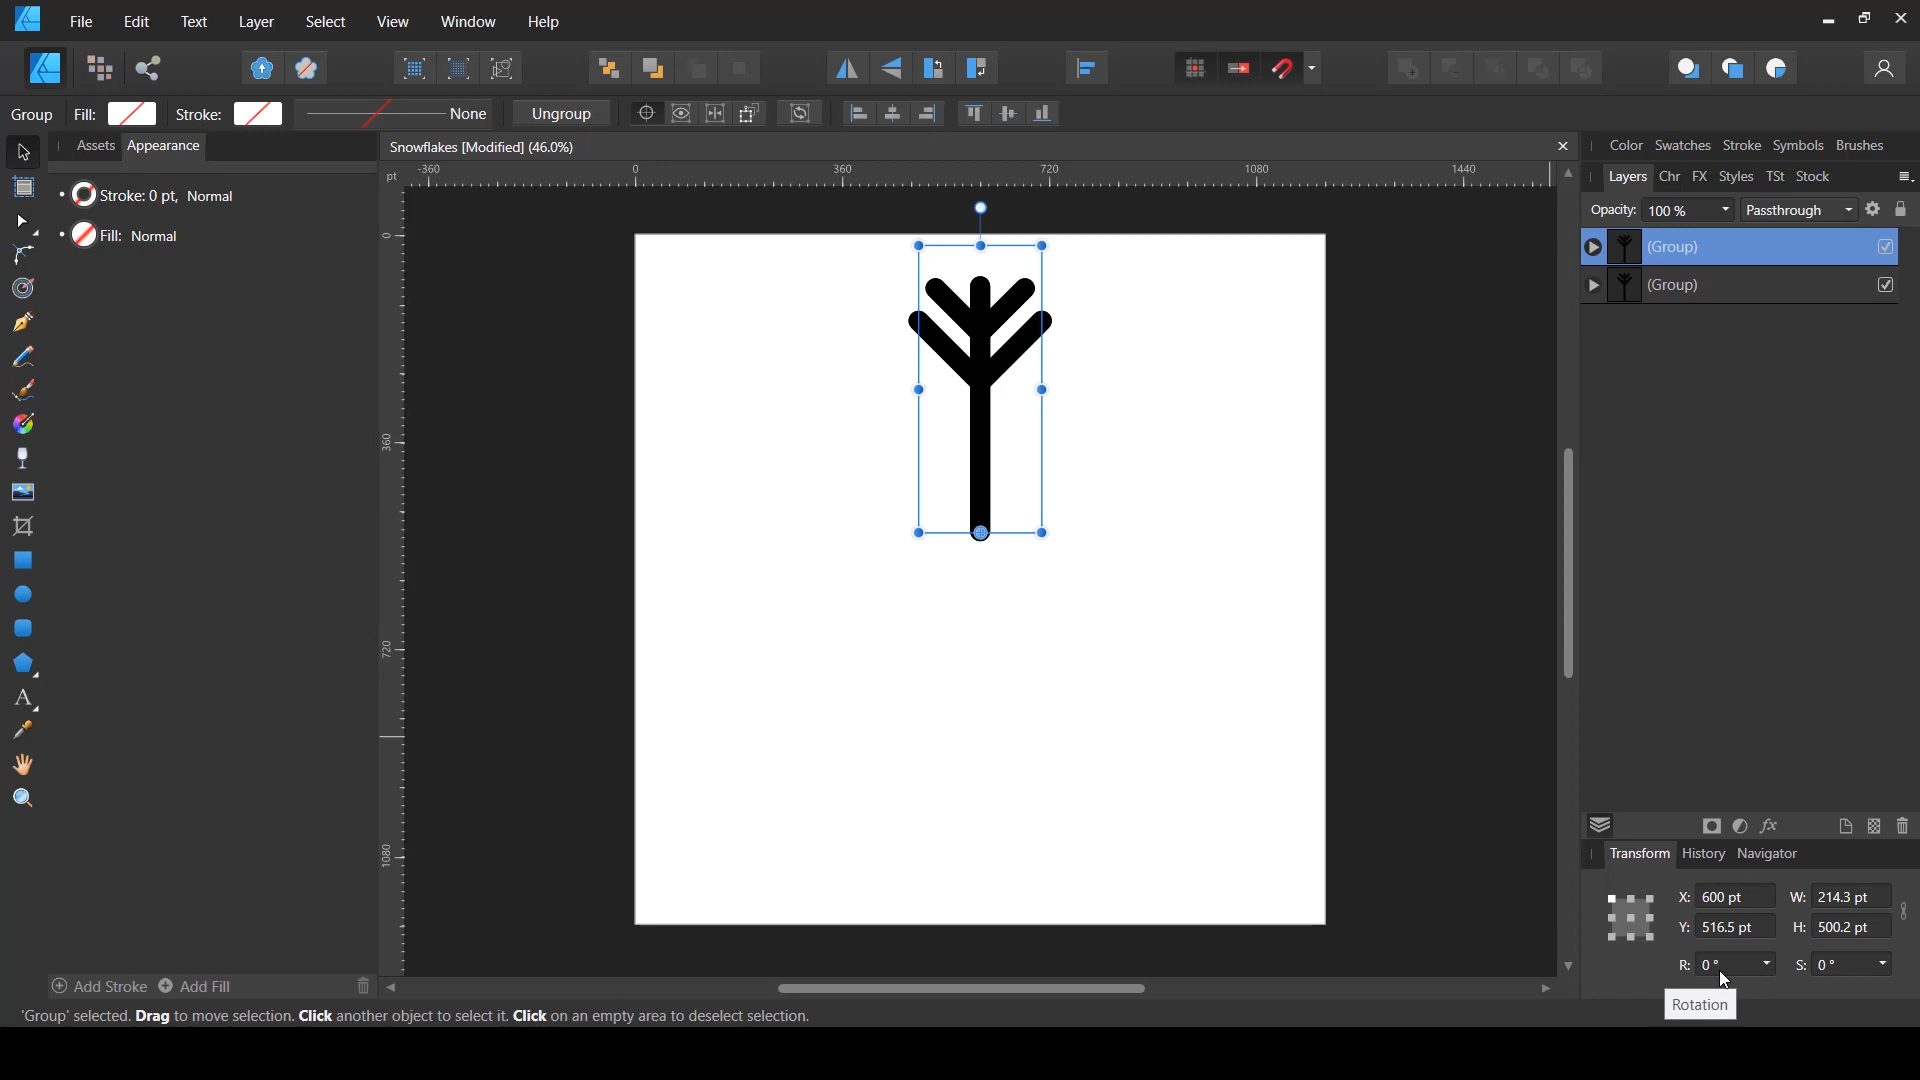 File Edit Text Layer Select View Window Help
Group Fill: Stroke: None Ungroup
Assets Appearance
Snowflakes [Modified] (46.0%)
Color Swatches Stroke Symbols Brushes
pt -360 0 360 720 1080 1440
Layers Chr FX Styles TSt Stock
Stroke: 0 pt, Normal
Fill: Normal
Opacity: 100 % Passthrough
(Group)
(Group)
0
360
720
1080
Transform History Navigator
X: 600 pt W: 214.3 pt
Y: 516.5 pt H: 500.2 pt
R: 0 ° S: 0 °
Rotation
Add Stroke Add Fill
'Group' selected. Drag to move selection. Click another object to select it. Click on an empty area to deselect selection.